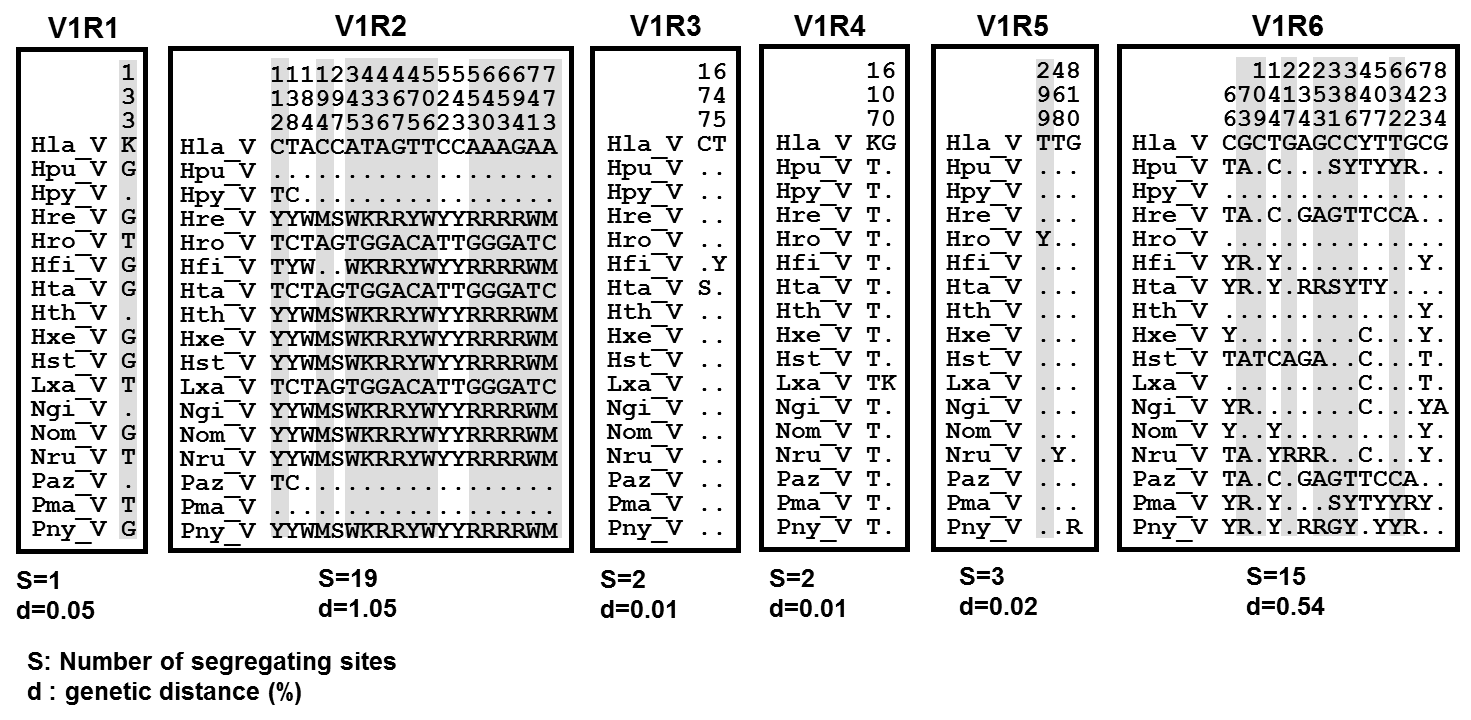 V1R1
1
3
3
Hla_V K
Hpu_V G
Hpy_V .
Hre_V G
Hro_V T
Hfi_V G
Hta_V G
Hth_V .
Hxe_V G
Hst_V G
Lxa_V T
Ngi_V .
Nom_V G
Nru_V T
Paz_V .
Pma_V T
Pny_V G
S=1
d=0.05
V1R2
1111234444555566677
1389943367024545947
2844753675623303413
Hla_V CTACCATAGTTCCAAAGAA
Hpu_V ...................
Hpy_V TC.................
Hre_V YYWMSWKRRYWYYRRRRWM
Hro_V TCTAGTGGACATTGGGATC
Hfi_V TYW..WKRRYWYYRRRRWM
Hta_V TCTAGTGGACATTGGGATC
Hth_V YYWMSWKRRYWYYRRRRWM
Hxe_V YYWMSWKRRYWYYRRRRWM
Hst_V YYWMSWKRRYWYYRRRRWM
Lxa_V TCTAGTGGACATTGGGATC
Ngi_V YYWMSWKRRYWYYRRRRWM
Nom_V YYWMSWKRRYWYYRRRRWM
Nru_V YYWMSWKRRYWYYRRRRWM
Paz_V TC.................
Pma_V ...................
Pny_V YYWMSWKRRYWYYRRRRWM
S=19
d=1.05
V1R3
16
74
75
Hla_V CT
Hpu_V ..
Hpy_V ..
Hre_V ..
Hro_V ..
Hfi_V .Y
Hta_V S.
Hth_V ..
Hxe_V ..
Hst_V ..
Lxa_V ..
Ngi_V ..
Nom_V ..
Nru_V ..
Paz_V ..
Pma_V ..
Pny_V ..
S=2
d=0.01
V1R4
16
10
70
Hla_V KG
Hpu_V T.
Hpy_V T.
Hre_V T.
Hro_V T.
Hfi_V T.
Hta_V T.
Hth_V T.
Hxe_V T.
Hst_V T.
Lxa_V TK
Ngi_V T.
Nom_V T.
Nru_V T.
Paz_V T.
Pma_V T.
Pny_V T.
S=2
d=0.01
V1R5
248
961
980
Hla_V TTG
Hpu_V ...
Hpy_V ...
Hre_V ...
Hro_V Y..
Hfi_V ...
Hta_V ...
Hth_V ...
Hxe_V ...
Hst_V ...
Lxa_V ...
Ngi_V ...
Nom_V ...
Nru_V .Y.
Paz_V ...
Pma_V ...
Pny_V ..R
S=3
d=0.02
V1R6
1122233456678
670413538403423
639474316772234
Hla_V CGCTGAGCCYTTGCG
Hpu_V TA.C...SYTYYR..
Hpy_V ...............
Hre_V TA.C.GAGTTCCA..
Hro_V ...............
Hfi_V YR.Y.........Y.
Hta_V YR.Y.RRSYTY....
Hth_V .............Y.
Hxe_V Y........C...Y.
Hst_V TATCAGA..C...T.
Lxa_V .........C...T.
Ngi_V YR.......C...YA
Nom_V Y..Y.........Y.
Nru_V TA.YRRR..C...Y.
Paz_V TA.C.GAGTTCCA..
Pma_V YR.Y...SYTYYRY.
Pny_V YR.Y.RRGY.YYR..
S=15
d=0.54
S: Number of segregating sites
d : genetic distance (%)